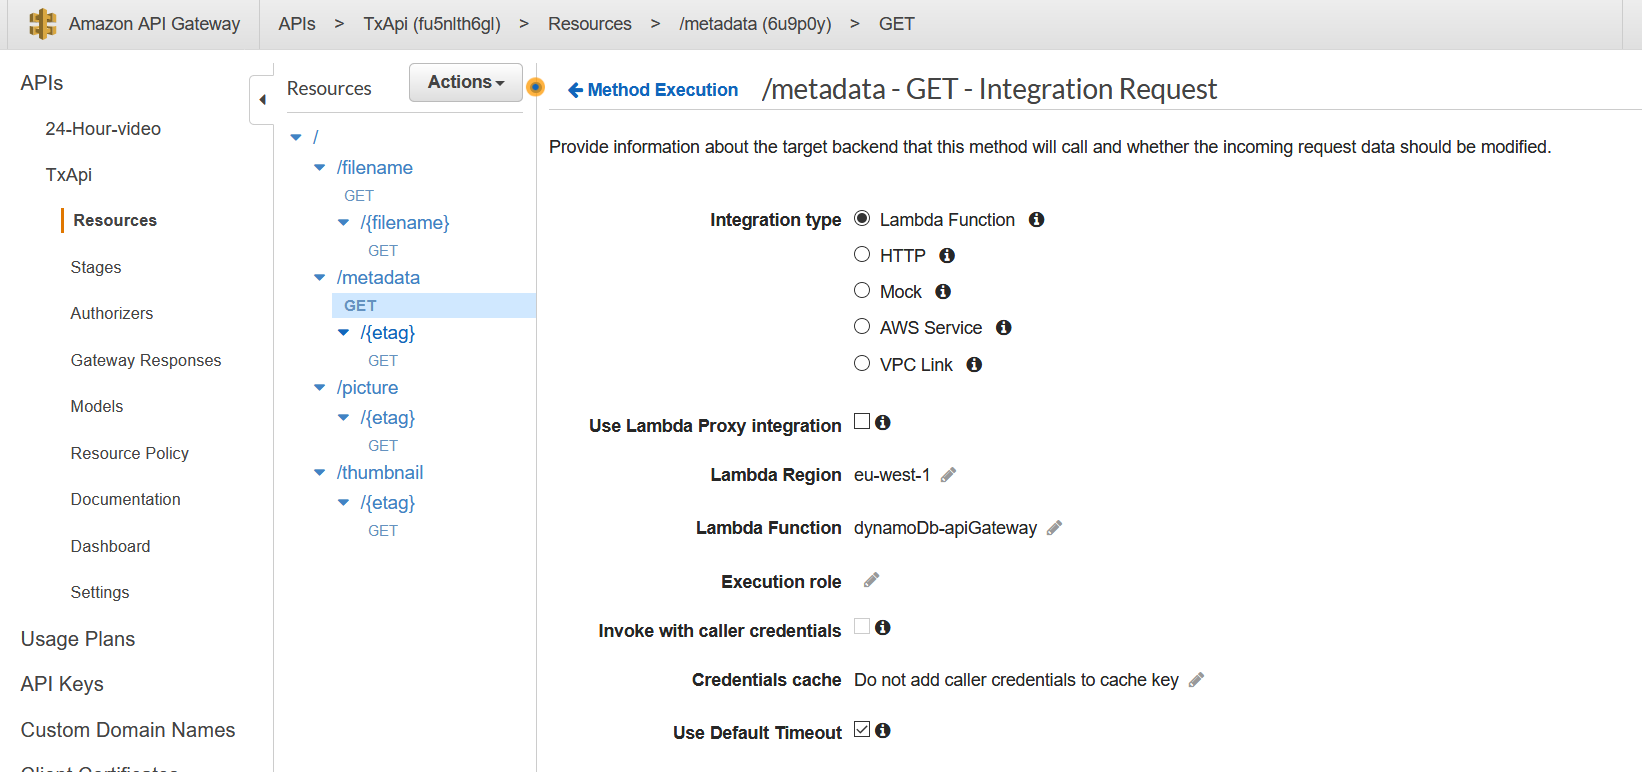 Amazon API Gateway APIs > TxApi (fu5nlth6gl) > Resources > /metadata (6u9p0y) > GET
APIs
24-Hour-video
TxApi
Resources
Stages
Authorizers
Gateway Responses
Models
Resource Policy
Documentation
Dashboard
Settings
Usage Plans
API Keys
Custom Domain Names
Client Certificates
Resources Actions
/
/filename
GET
/{filename}
GET
/metadata
GET
/{etag}
GET
/picture
/{etag}
GET
/thumbnail
/{etag}
GET
Method Execution /metadata - GET - Integration Request
Provide information about the target backend that this method will call and whether the incoming request data should be modified.
Integration type Lambda Function
HTTP
Mock
AWS Service
VPC Link
Use Lambda Proxy integration
Lambda Region eu-west-1
Lambda Function dynamoDb-apiGateway
Execution role
Invoke with caller credentials
Credentials cache Do not add caller credentials to cache key
Use Default Timeout